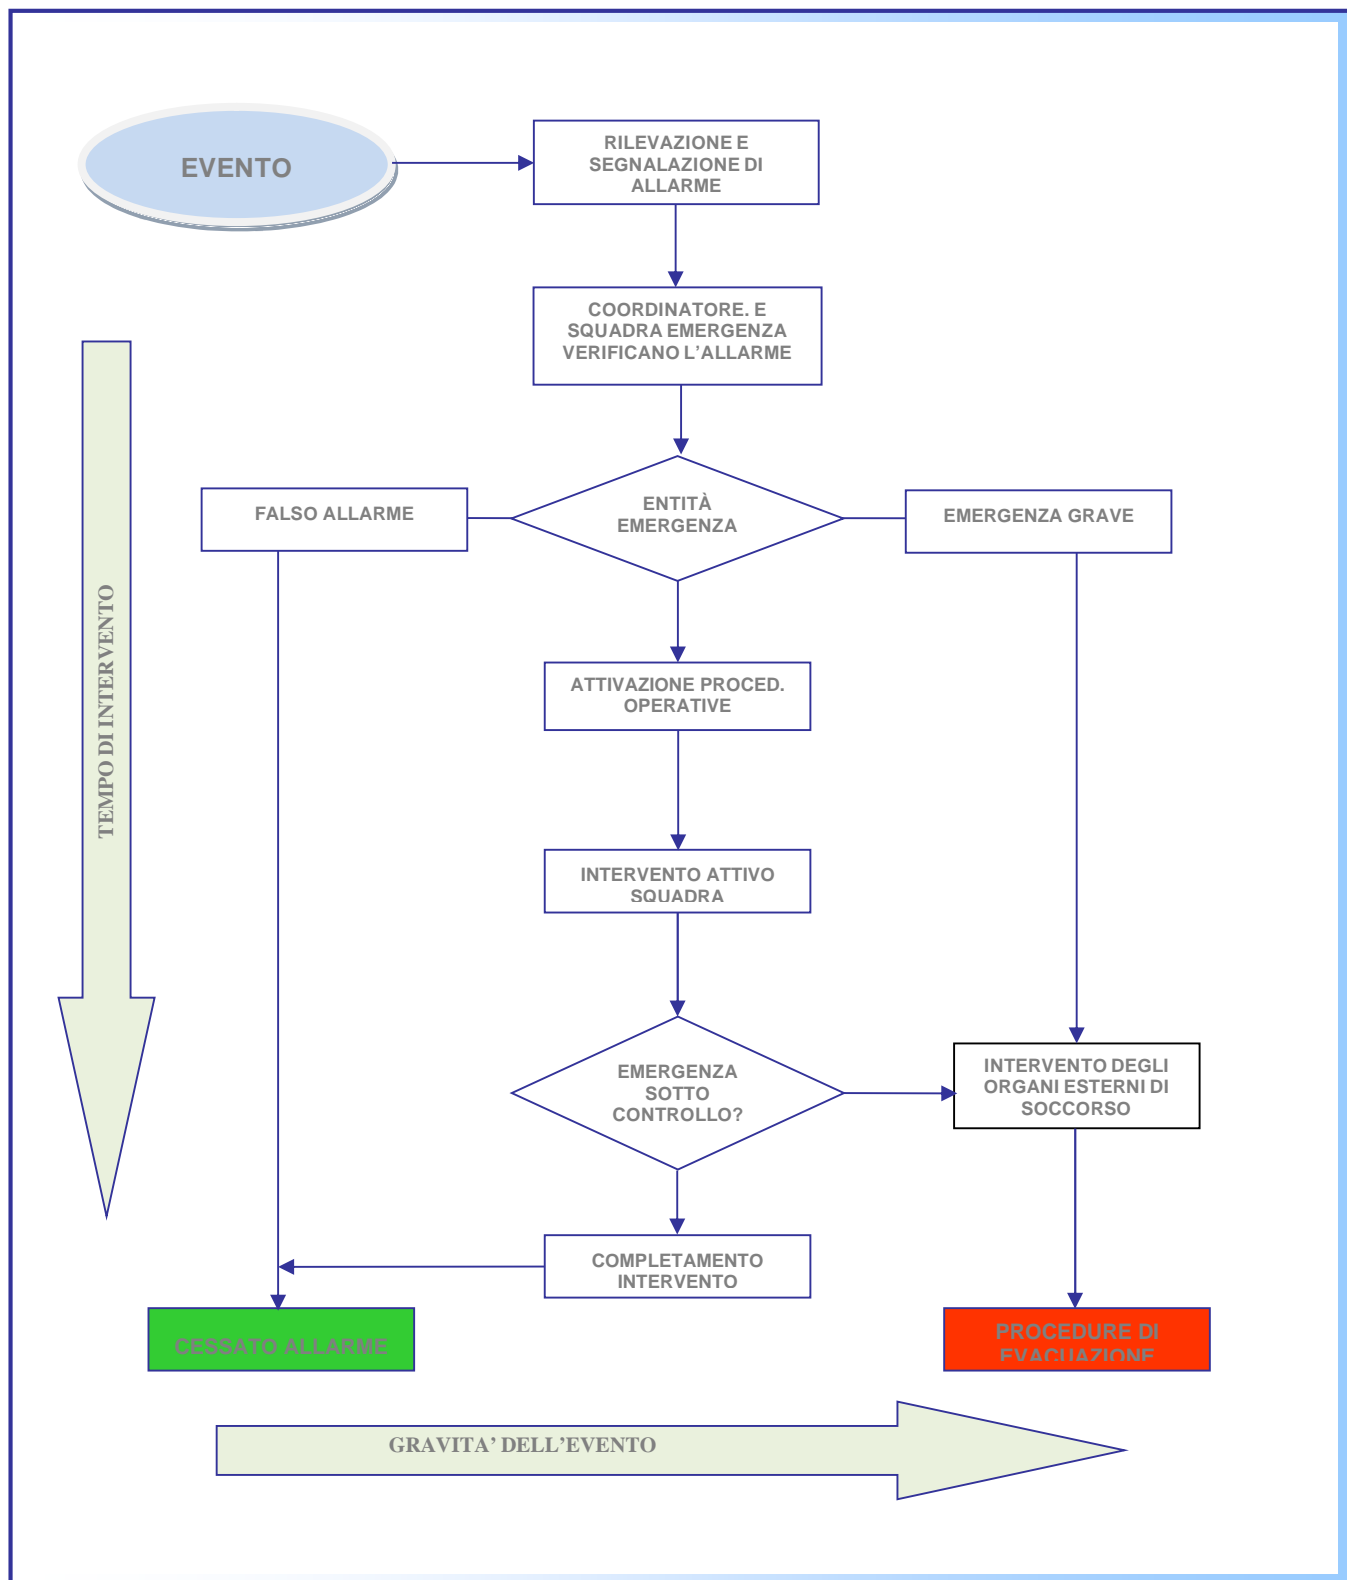 EVENTO
RILEVAZIONE E
SEGNALAZIONE DI
ALLARME
COORDINATORE. E
SQUADRA EMERGENZA
VERIFICANO L’ALLARME
ENTITÀ
EMERGENZA
FALSO ALLARME
EMERGENZA GRAVE
TEMPO DI INTERVENTO
ATTIVAZIONE PROCED.
OPERATIVE
INTERVENTO ATTIVO
SQUADRA
EMERGENZA
SOTTO
CONTROLLO?
INTERVENTO DEGLI
ORGANI ESTERNI DI
SOCCORSO
COMPLETAMENTO
INTERVENTO
CESSATO ALLARME
PROCEDURE DI
EVACUAZIONE
GRAVITA’ DELL’EVENTO